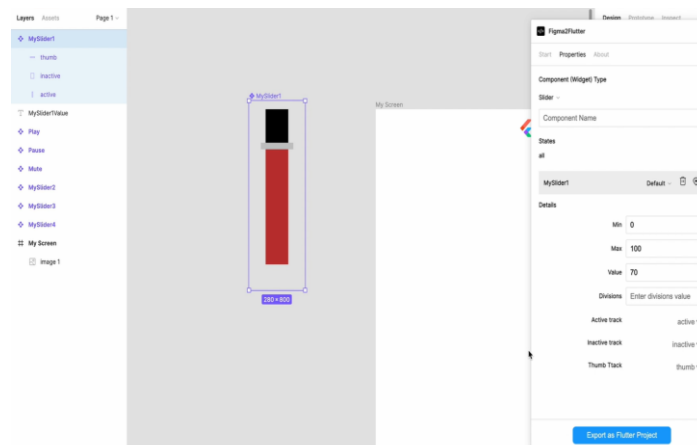 Layers Assets Page 1
MySlider1
thumb
inactive
active
MySlider1Value
Play
Pause
Mute
MySlider2
MySlider3
MySlider4
My Screen
image 1
MySlider1
280 × 800
My Screen
Design Prototype Inspect
Figma2Flutter
Start Properties About
Component (Widget) Type
Slider
Component Name
States
all
MySlider1 Default
Details
Min 0
Max 100
Value 70
Divisions Enter divisions value
Active track active
Inactive track inactive
Thumb Ttack thumb
Export as Flutter Project